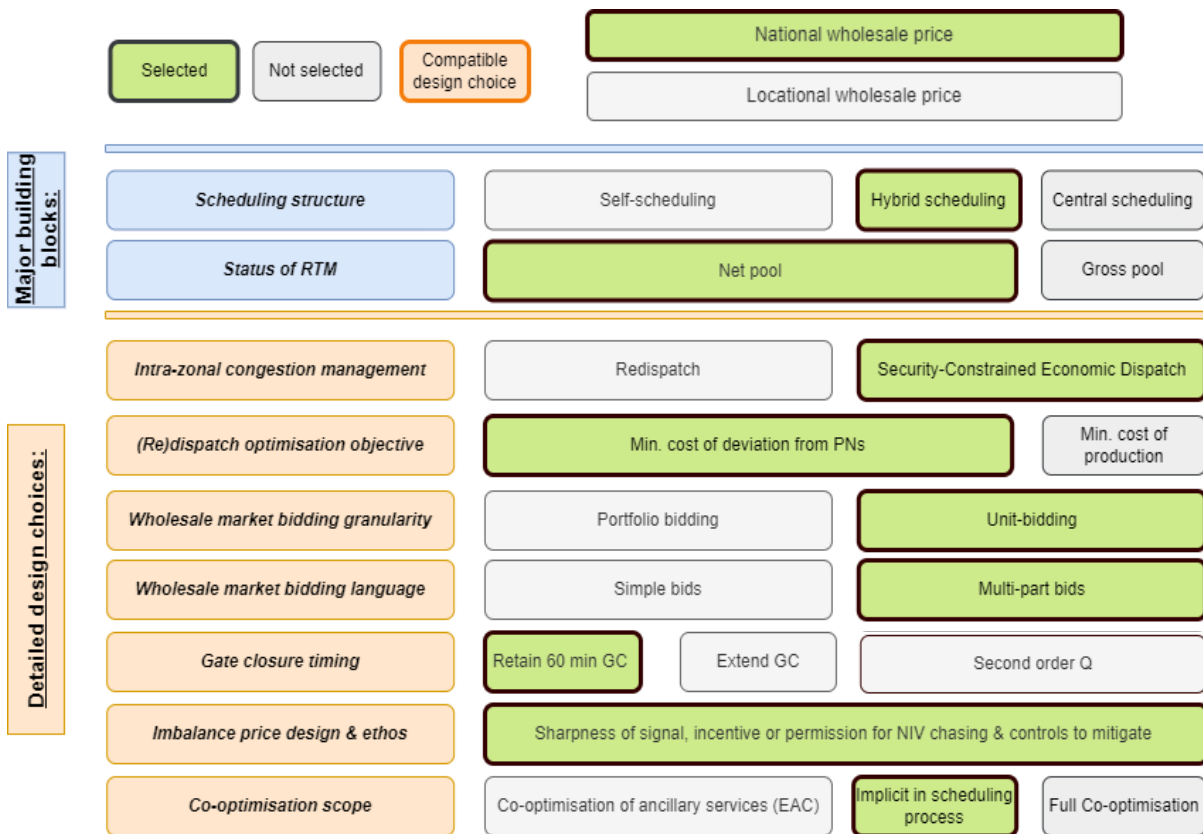 National wholesale price
Selected
Not selected
Compatible
design choice
Locational wholesale price
Major building
blocks:
Scheduling structure
Self-scheduling
Hybrid scheduling
Central scheduling
Status of RTM
Net pool
Gross pool
Detailed design choices:
Intra-zonal congestion management
Redispatch
Security-Constrained Economic Dispatch
(Re)dispatch optimisation objective
Min. cost of deviation from PNs
Min. cost of
production
Wholesale market bidding granularity
Portfolio bidding
Unit-bidding
Wholesale market bidding language
Simple bids
Multi-part bids
Gate closure timing
Retain 60 min GC
Extend GC
Second order Q
Imbalance price design & ethos
Sharpness of signal, incentive or permission for NIV chasing & controls to mitigate
Co-optimisation scope
Co-optimisation of ancillary services (EAC)
Implicit in scheduling
process
Full Co-optimisation